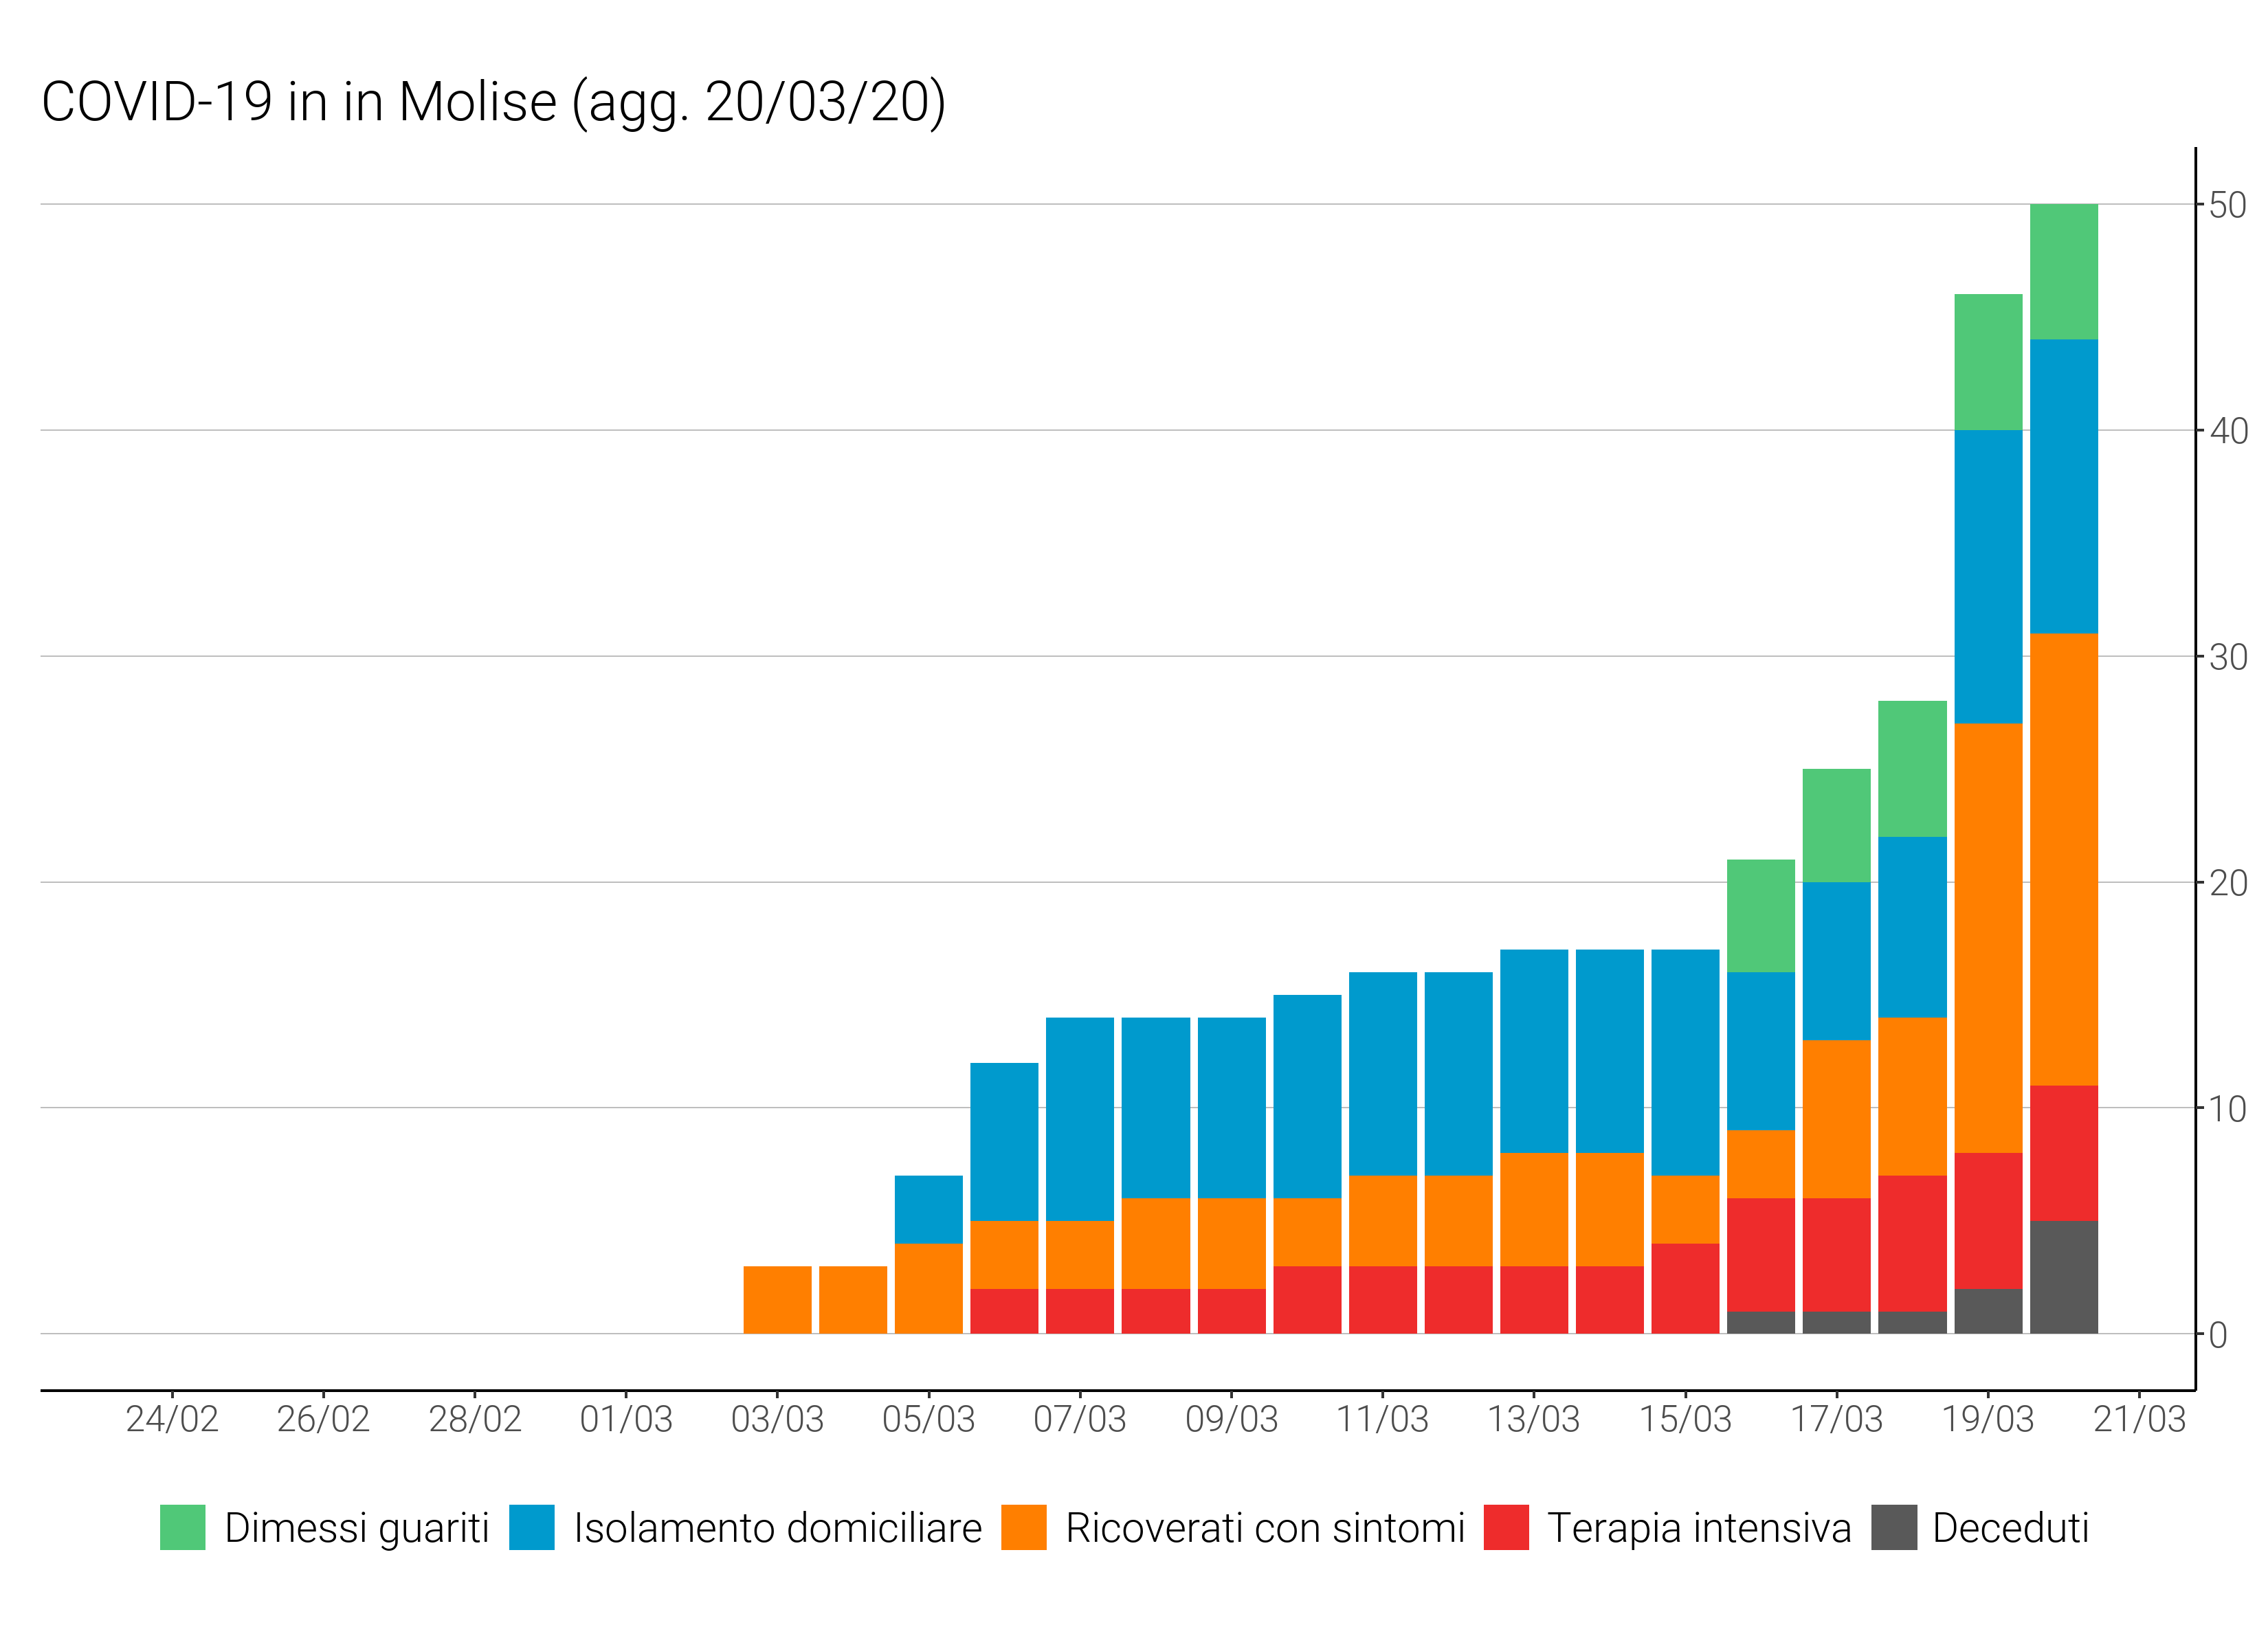 COVID-19 in in Molise (agg. 20/03/20)
50
40
30
20
10
0
24/02 26/02 28/02 01/03 03/03 05/03 07/03 09/03 11/03 13/03 15/03 17/03 19/03 21/03
Dimessi guariti Isolamento domiciliare Ricoverati con sintomi Terapia intensiva Deceduti